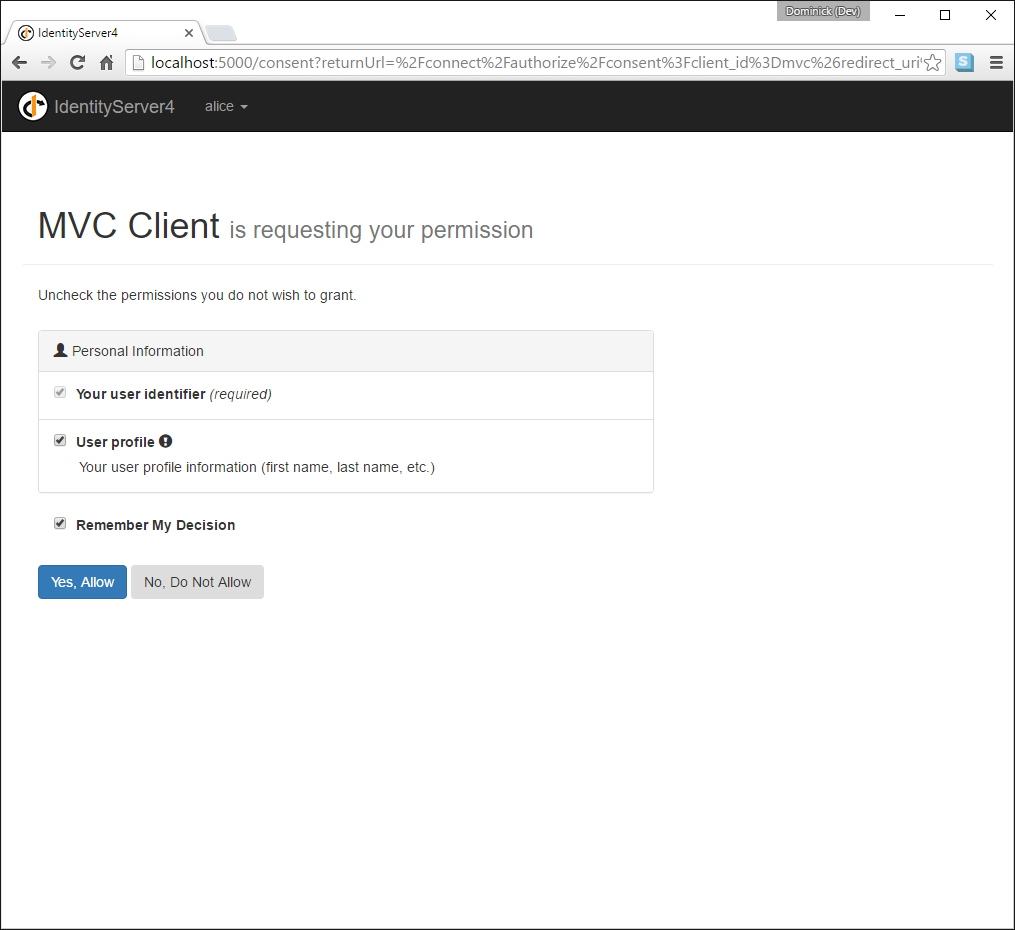 Dominick (Dev)
IdentityServer4
localhost:5000/consent?returnUrl=%2Fconnect%2Fauthorize%2Fconsent%3Fclient_id%3Dmvc%26redirect_uri
S
IdentityServer4 alice
MVC Client is requesting your permission
Uncheck the permissions you do not wish to grant.
Personal Information
Your user identifier (required)
User profile
Your user profile information (first name, last name, etc.)
Remember My Decision
Yes, Allow No, Do Not Allow